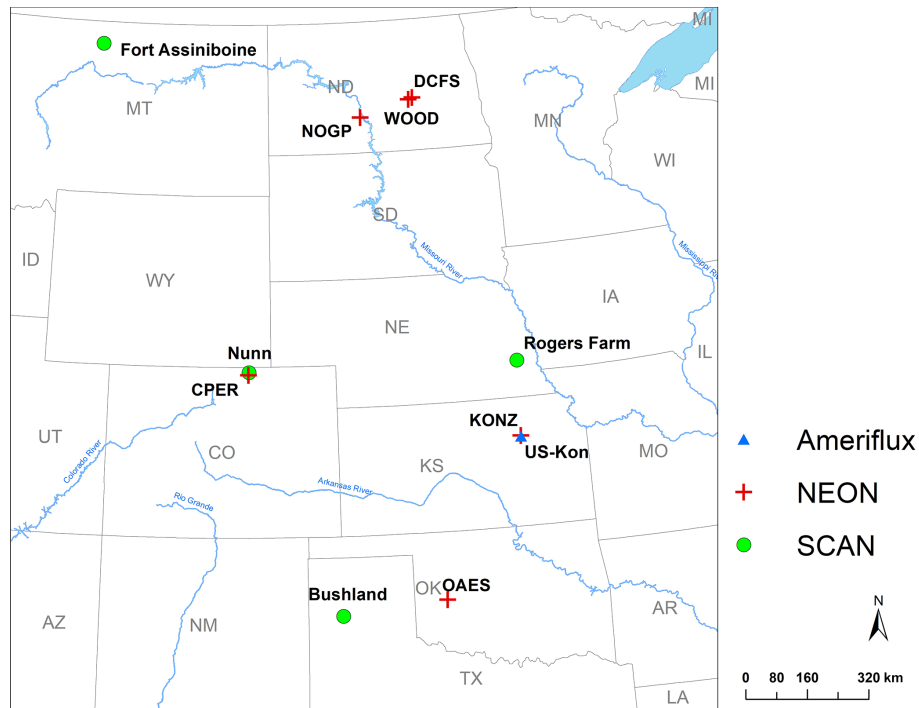 MI
Fort Assiniboine
DCFS
ND
MI
MT
WOOD
MN
NOGP
WI
SD
Missouri River
Mississippi Riv
ID
WY
IA
NE
Rogers Farm
IL
Nunn
CPER
KONZ
Ameriflux
UT
CO
US-Kon
MO
Colorado River
KS
Arkansas River
NEON
Rio Grande
SCAN
OK OAES
Bushland
AR
AZ
NM
N
TX
0 80 160 320 km
LA